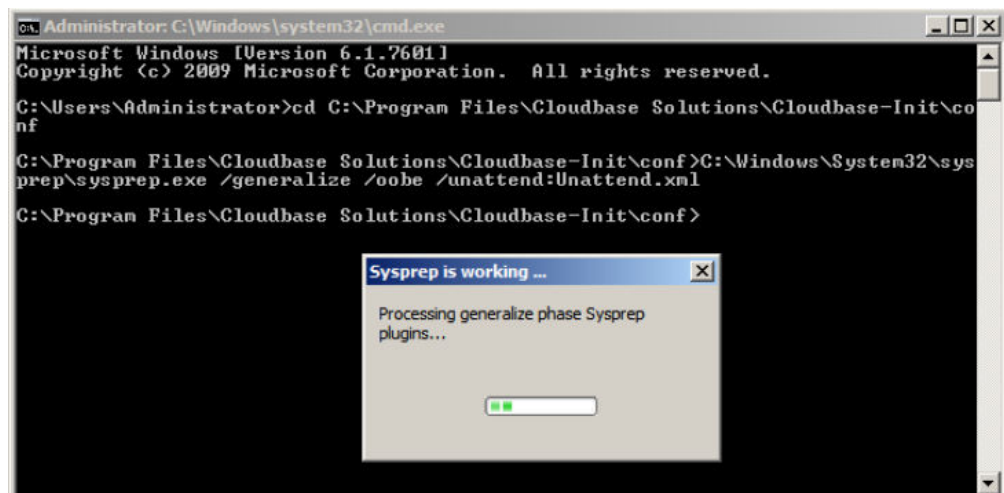 Administrator: C:\Windows\system32\cmd.exe
Microsoft Windows [Version 6.1.7601]
Copyright (c) 2009 Microsoft Corporation.  All rights reserved.
C:\Users\Administrator>cd C:\Program Files\Cloudbase Solutions\Cloudbase-Init\co
nf
C:\Program Files\Cloudbase Solutions\Cloudbase-Init\conf>C:\Windows\System32\sys
prep\sysprep.exe /generalize /oobe /unattend:Unattend.xml
C:\Program Files\Cloudbase Solutions\Cloudbase-Init\conf>
Sysprep is working ...
Processing generalize phase Sysprep
plugins...